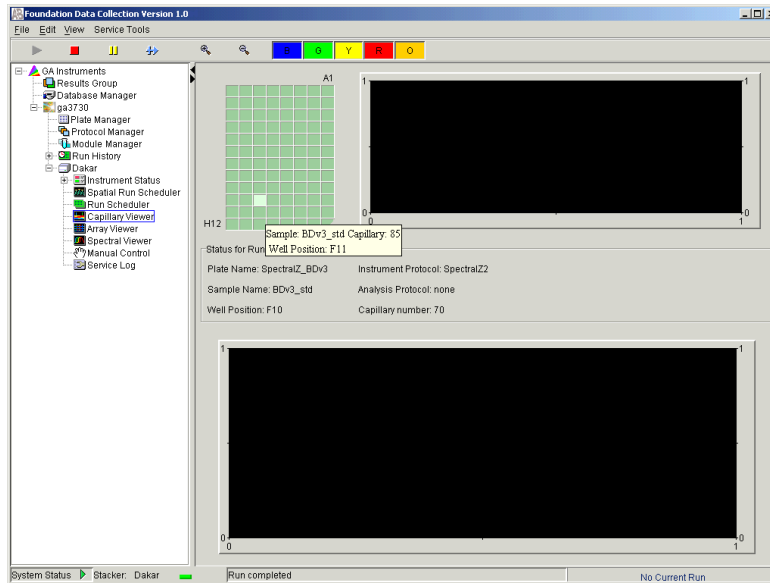 Foundation Data Collection Version 1.0
File Edit View Service Tools
B G Y R O
GA Instruments
Results Group
Database Manager
ga3730
Plate Manager
Protocol Manager
Module Manager
Run History
Dakar
Instrument Status
Spatial Run Scheduler
Run Scheduler
Capillary Viewer
Array Viewer
Spectral Viewer
Manual Control
Service Log
A1
H12
1 1
0 0
0 1
Sample: BDv3_std Capillary: 85
Well Position: F11
Status for Run
Plate Name: SpectralZ_BDv3 Instrument Protocol: SpectralZ2
Sample Name: BDv3_std Analysis Protocol: none
Well Position: F10 Capillary number: 70
1 1
0 0
0 1
System Status Stacker: Dakar Run completed No Current Run